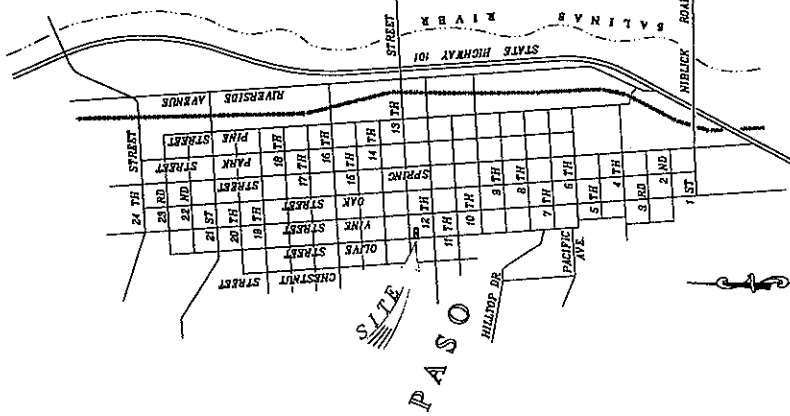 SALINAS RIVER
STATE HIGHWAY 101
NIBLICK ROAD
RIVERSIDE AVENUE
PINE STREET
PARK STREET
SPRING STREET
OAK STREET
VINE STREET
OLIVE STREET
CHESTNUT STREET
24 TH STREET
23 RD
22 ND
21 ST
20 TH
19 TH
18 TH
17 TH
16 TH
15 TH
14 TH
13 TH STREET
12 TH
11 TH
10 TH
9 TH
8 TH
7 TH
6 TH
5 TH
4 TH
3 RD
2 ND
1 ST
PACIFIC AVE.
HILLTOP DR
SITE
PASO